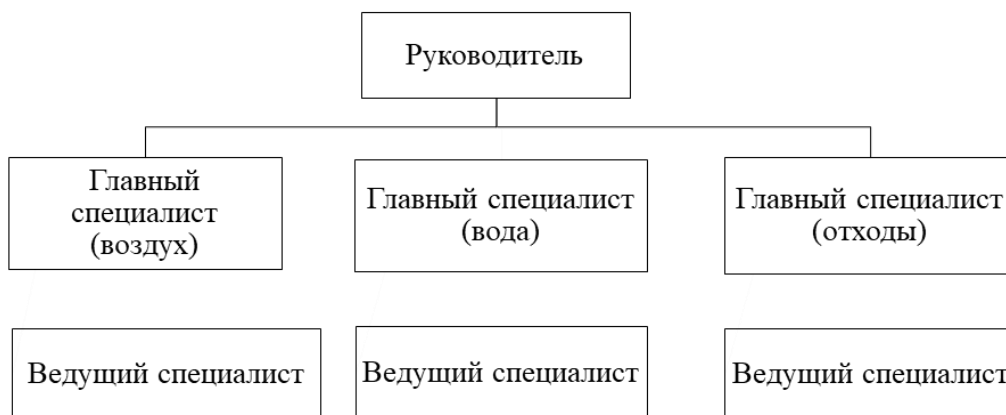 Руководитель
Главный
специалист
(воздух)
Главный специалист
(вода)
Главный специалист
(отходы)
Ведущий специалист
Ведущий специалист
Ведущий специалист